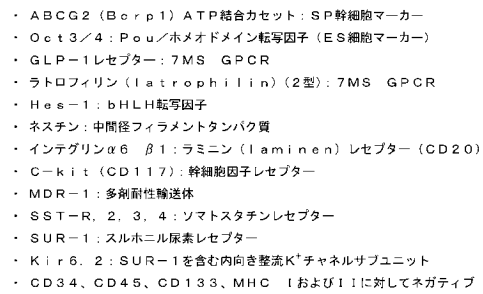 ・ ABCG2（Bcrp1）ATP結合カセット：SP幹細胞マーカー
・ Oct3／4：Pou／ホメオドメイン転写因子（ES細胞マーカー）
・ GLP－1レセプター：7MS GPCR
・ ラトロフィリン（latrophilin）（2型）：7MS GPCR
・ Hes－1：bHLH転写因子
・ ネスチン：中間径フィラメントタンパク質
・ インテグリンα6 β1：ラミニン（laminen）レセプター（CD20）
・ C－kit（CD117）：幹細胞因子レセプター
・ MDR－1：多剤耐性輸送体
・ SST－R，2，3，4：ソマトスタチンレセプター
・ SUR－1：スルホニル尿素レセプター
・ Kir6．2：SUR－1を含む内向き整流K⁺チャネルサブユニット
・ CD34、CD45、CD133、MHC IおよびIIに対してネガティブ